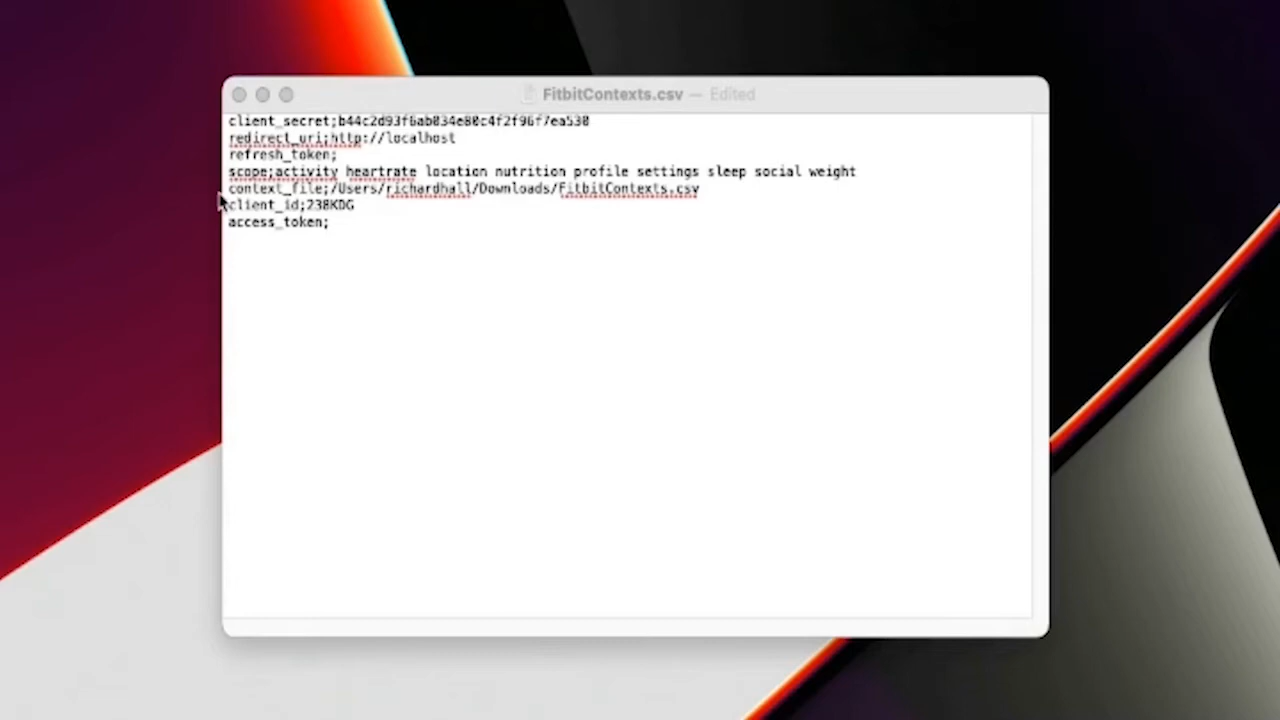 FitbitContexts.csv — Edited
client_secret;b44c2d93f6ab034e80c4f2f96f7ea530
redirect_uri;http://localhost
refresh_token;
scope;activity heartrate location nutrition profile settings sleep social weight
context_file;/Users/richardhall/Downloads/FitbitContexts.csv
client_id;238KDG
access_token;